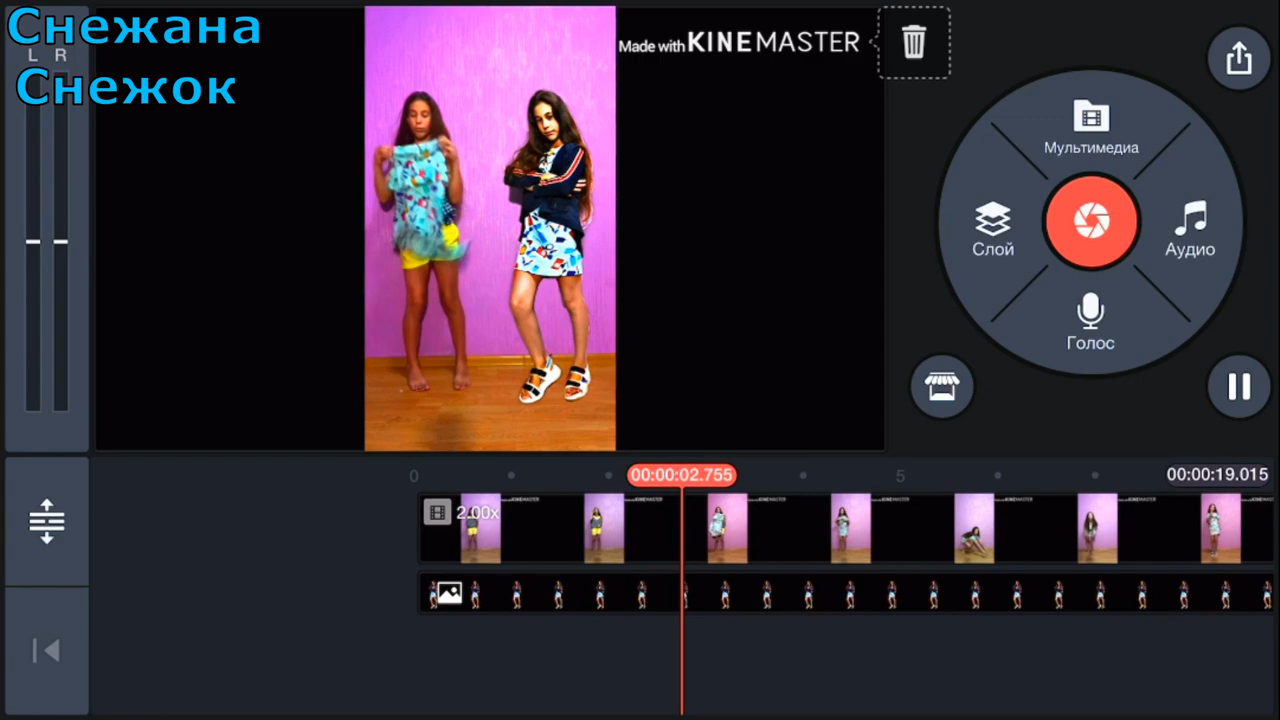 Снежана
L R
Снежок
Made with KINEMASTER
Мультимедиа
Слой
Аудио
Голос
0
00:00:02.755
5
00:00:19.015
2.00x